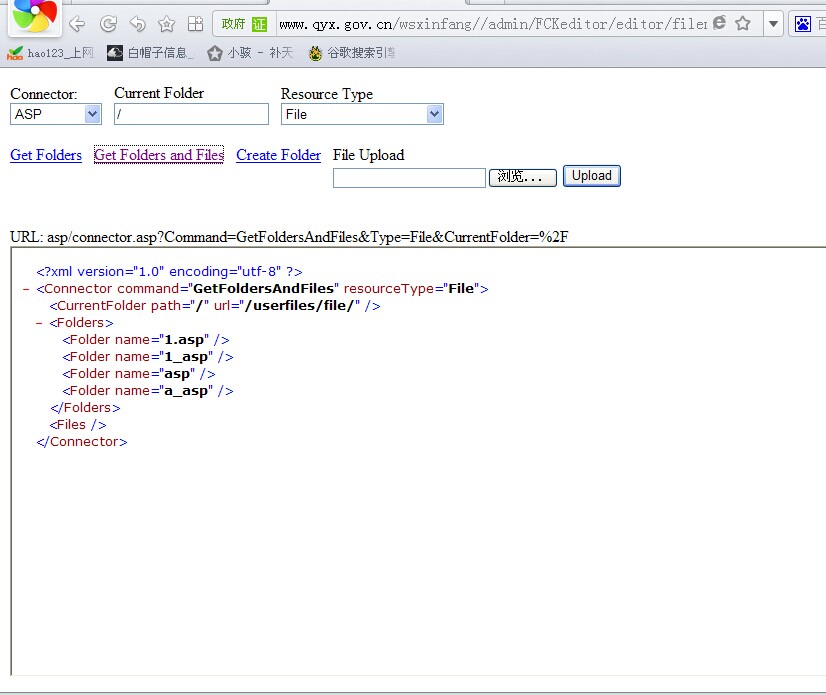 政府 证 www.qyx.gov.cn/wsxinfang//admin/FCKeditor/editor/filer
hao123_上网 白帽子信息_ 小骇 - 补天 谷歌搜索引擎
Connector: Current Folder Resource Type
ASP / File
Get Folders Get Folders and Files Create Folder File Upload
浏览... Upload
URL: asp/connector.asp?Command=GetFoldersAndFiles&Type=File&CurrentFolder=%2F
<?xml version="1.0" encoding="utf-8" ?>
- <Connector command="GetFoldersAndFiles" resourceType="File">
<CurrentFolder path="/" url="/userfiles/file/" />
- <Folders>
<Folder name="1.asp" />
<Folder name="1_asp" />
<Folder name="asp" />
<Folder name="a_asp" />
</Folders>
<Files />
</Connector>